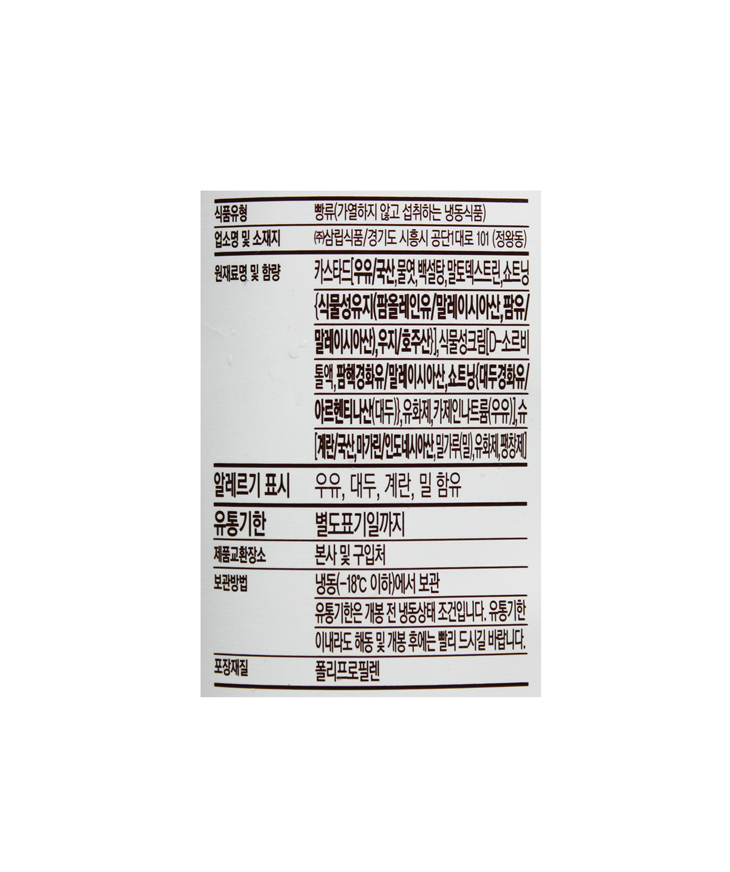 식품유형 빵류(가열하지 않고 섭취하는 냉동식품)
업소명 및 소재지 ㈜삼립식품/경기도 시흥시 공단1대로 101 (정왕동)
원재료명 및 함량 카스타드[우유/국산,물엿,백설탕,말토덱스트린,쇼트닝
{식물성유지(팜올레인유/말레이시아산,팜유/
말레이시아산),우지/호주산}],식물성크림[D-소르비
톨액,팜핵경화유/말레이시아산,쇼트닝{대두경화유/
아르헨티나산(대두)},유화제,카제인나트륨(우유)],슈
[계란/국산,마가린/인도네시아산,밀가루(밀),유화제,팽창제]
알레르기 표시 우유, 대두, 계란, 밀 함유
유통기한 별도표기일까지
제품교환장소 본사 및 구입처
보관방법 냉동(-18℃ 이하)에서 보관
유통기한은 개봉 전 냉동상태 조건입니다. 유통기한
이내라도 해동 및 개봉 후에는 빨리 드시길 바랍니다.
포장재질 폴리프로필렌